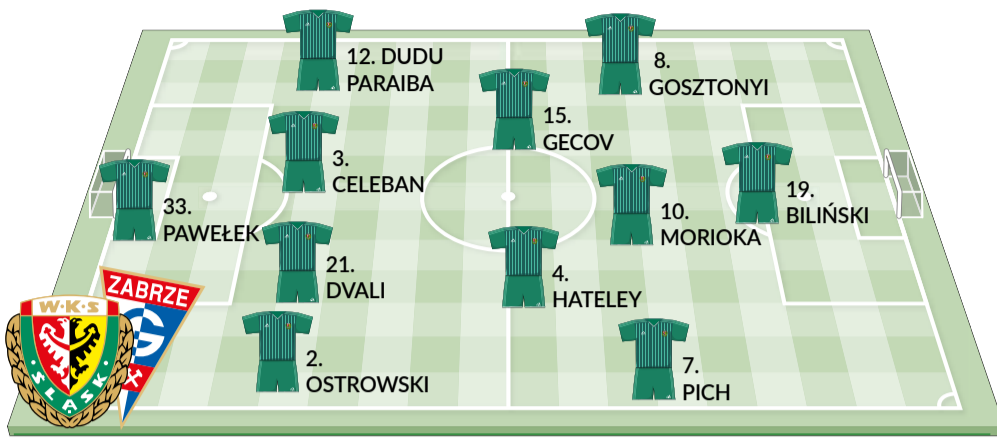 12. DUDU
PARAIBA
8.
GOSZTONYI
15.
GECOV
3.
CELEBAN
19.
BILIŃSKI
33.
PAWEŁEK
10.
MORIOKA
21.
DVALI
4.
HATELEY
2.
OSTROWSKI
7.
PICH
ZABRZE
G
W·K·S
·ŚLĄSK·